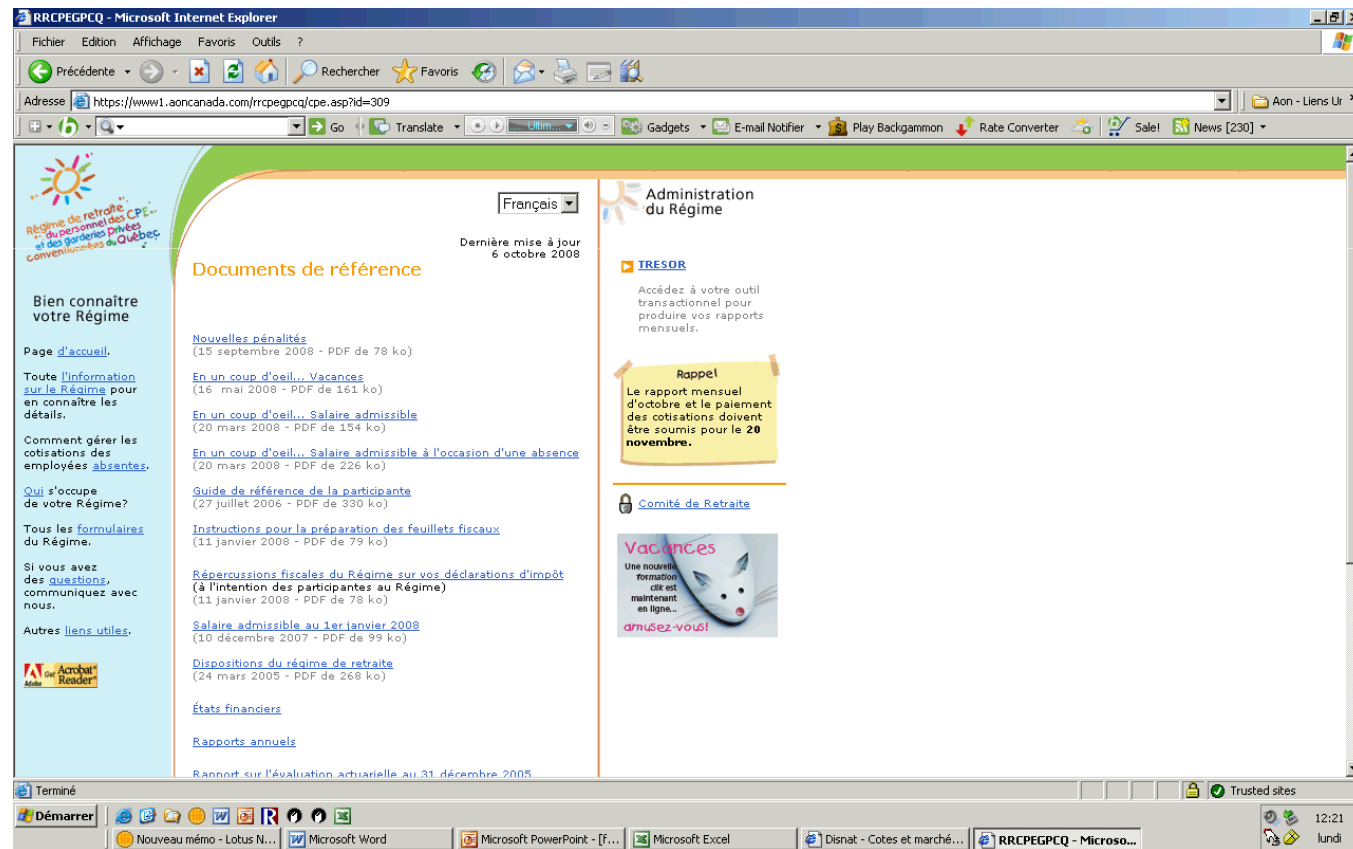 RRCPEGPCQ - Microsoft Internet Explorer
Fichier Edition Affichage Favoris Outils ?
Précédente Rechercher Favoris
Adresse https://www1.aoncanada.com/rrcpegpcq/cpe.asp?id=309 Aon - Liens Ur
Go Translate Ultim... Gadgets E-mail Notifier Play Backgammon Rate Converter Sale! News [230]
Régime de retraite
du personnel des CPE
et des garderies privées
conventionnées du Québec
Bien connaître
votre Régime
Page d'accueil.
Toute l'information
sur le Régime pour
en connaître les
détails.
Comment gérer les
cotisations des
employées absentes.
Qui s'occupe
de votre Régime?
Tous les formulaires
du Régime.
Si vous avez
des questions,
communiquez avec
nous.
Autres liens utiles.
Adobe Get Acrobat
Reader
Français
Dernière mise à jour
6 octobre 2008
Documents de référence
Nouvelles pénalités
(15 septembre 2008 - PDF de 78 ko)
En un coup d'oeil... Vacances
(16 mai 2008 - PDF de 161 ko)
En un coup d'oeil... Salaire admissible
(20 mars 2008 - PDF de 154 ko)
En un coup d'oeil... Salaire admissible à l'occasion d'une absence
(20 mars 2008 - PDF de 226 ko)
Guide de référence de la participante
(27 juillet 2006 - PDF de 330 ko)
Instructions pour la préparation des feuillets fiscaux
(11 janvier 2008 - PDF de 79 ko)
Répercussions fiscales du Régime sur vos déclarations d'impôt
(à l'intention des participantes au Régime)
(11 janvier 2008 - PDF de 78 ko)
Salaire admissible au 1er janvier 2008
(10 décembre 2007 - PDF de 99 ko)
Dispositions du régime de retraite
(24 mars 2005 - PDF de 268 ko)
États financiers
Rapports annuels
Rapport sur l'évaluation actuarielle au 31 décembre 2005
Administration
du Régime
TRESOR
Accédez à votre outil
transactionnel pour
produire vos rapports
mensuels.
Rappel
Le rapport mensuel
d'octobre et le paiement
des cotisations doivent
être soumis pour le 20
novembre.
Comité de Retraite
Vacances
Une nouvelle
formation
clik est
maintenant
en ligne...
amusez-vous!
Terminé Trusted sites
Démarrer 12:21
Nouveau mémo - Lotus N... Microsoft Word Microsoft PowerPoint - [f... Microsoft Excel Disnat - Cotes et marché... RRCPEGPCQ - Microso... lundi